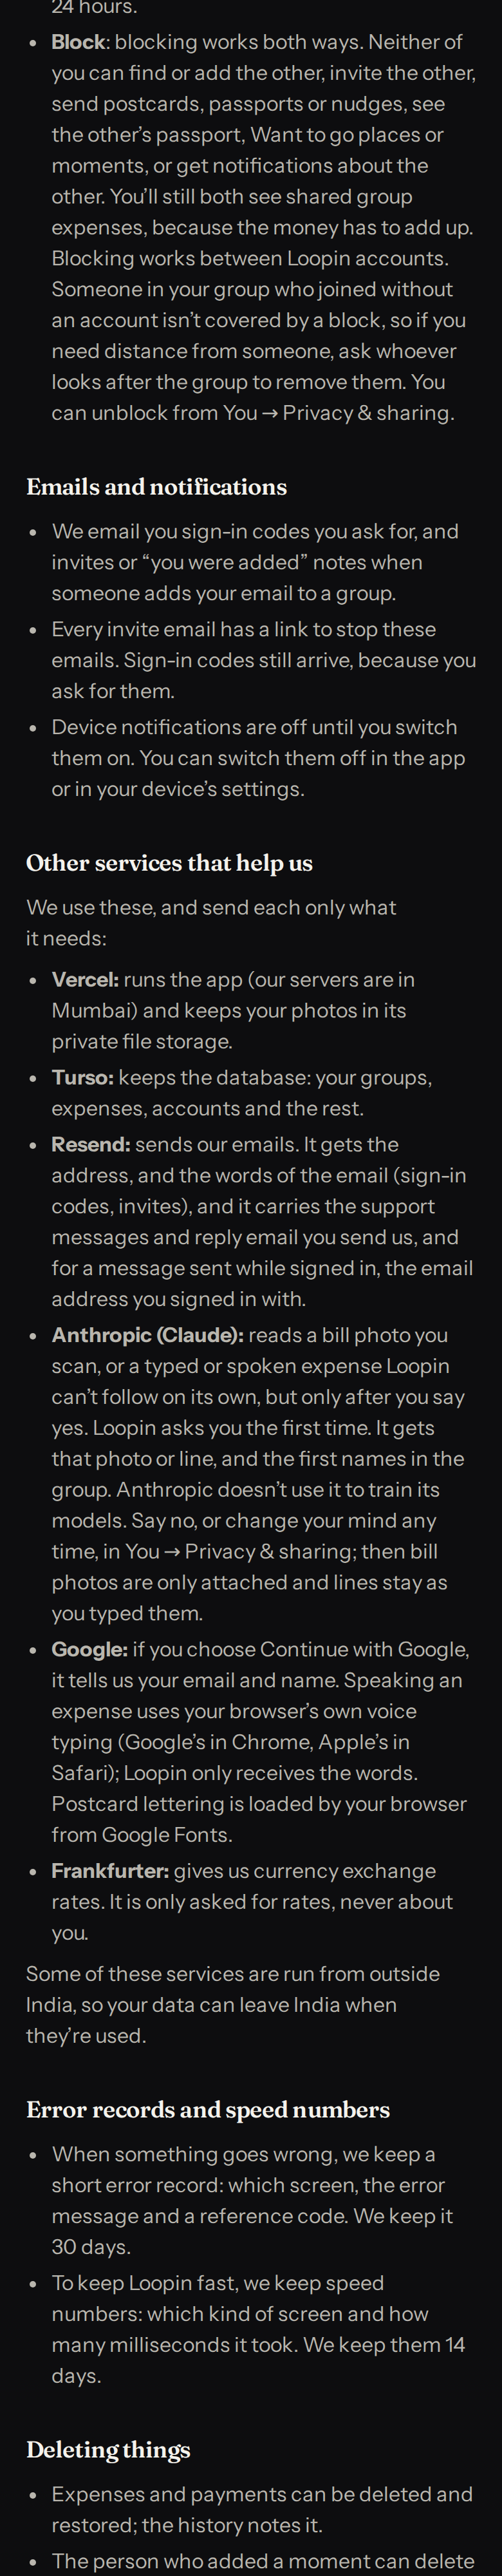 24 hours.
Block: blocking works both ways. Neither of
you can find or add the other, invite the other,
send postcards, passports or nudges, see
the other’s passport, Want to go places or
moments, or get notifications about the
other. You’ll still both see shared group
expenses, because the money has to add up.
Blocking works between Loopin accounts.
Someone in your group who joined without
an account isn’t covered by a block, so if you
need distance from someone, ask whoever
looks after the group to remove them. You
can unblock from You → Privacy & sharing.
Emails and notifications
We email you sign-in codes you ask for, and
invites or “you were added” notes when
someone adds your email to a group.
Every invite email has a link to stop these
emails. Sign-in codes still arrive, because you
ask for them.
Device notifications are off until you switch
them on. You can switch them off in the app
or in your device’s settings.
Other services that help us
We use these, and send each only what
it needs:
Vercel: runs the app (our servers are in
Mumbai) and keeps your photos in its
private file storage.
Turso: keeps the database: your groups,
expenses, accounts and the rest.
Resend: sends our emails. It gets the
address, and the words of the email (sign-in
codes, invites), and it carries the support
messages and reply email you send us, and
for a message sent while signed in, the email
address you signed in with.
Anthropic (Claude): reads a bill photo you
scan, or a typed or spoken expense Loopin
can’t follow on its own, but only after you say
yes. Loopin asks you the first time. It gets
that photo or line, and the first names in the
group. Anthropic doesn’t use it to train its
models. Say no, or change your mind any
time, in You → Privacy & sharing; then bill
photos are only attached and lines stay as
you typed them.
Google: if you choose Continue with Google,
it tells us your email and name. Speaking an
expense uses your browser’s own voice
typing (Google’s in Chrome, Apple’s in
Safari); Loopin only receives the words.
Postcard lettering is loaded by your browser
from Google Fonts.
Frankfurter: gives us currency exchange
rates. It is only asked for rates, never about
you.
Some of these services are run from outside
India, so your data can leave India when
they’re used.
Error records and speed numbers
When something goes wrong, we keep a
short error record: which screen, the error
message and a reference code. We keep it
30 days.
To keep Loopin fast, we keep speed
numbers: which kind of screen and how
many milliseconds it took. We keep them 14
days.
Deleting things
Expenses and payments can be deleted and
restored; the history notes it.
The person who added a moment can delete